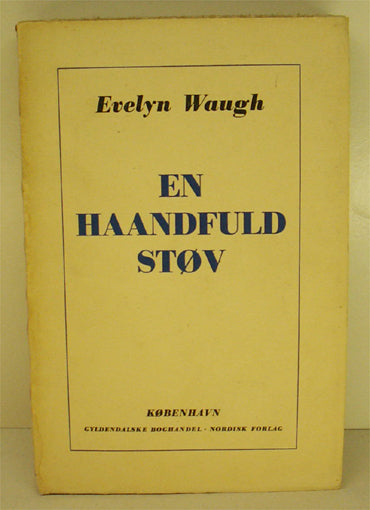 Evelyn Waugh
EN
HAANDFULD
STØV
KØBENHAVN
GYLDENDALSKE BOGHANDEL · NORDISK FORLAG